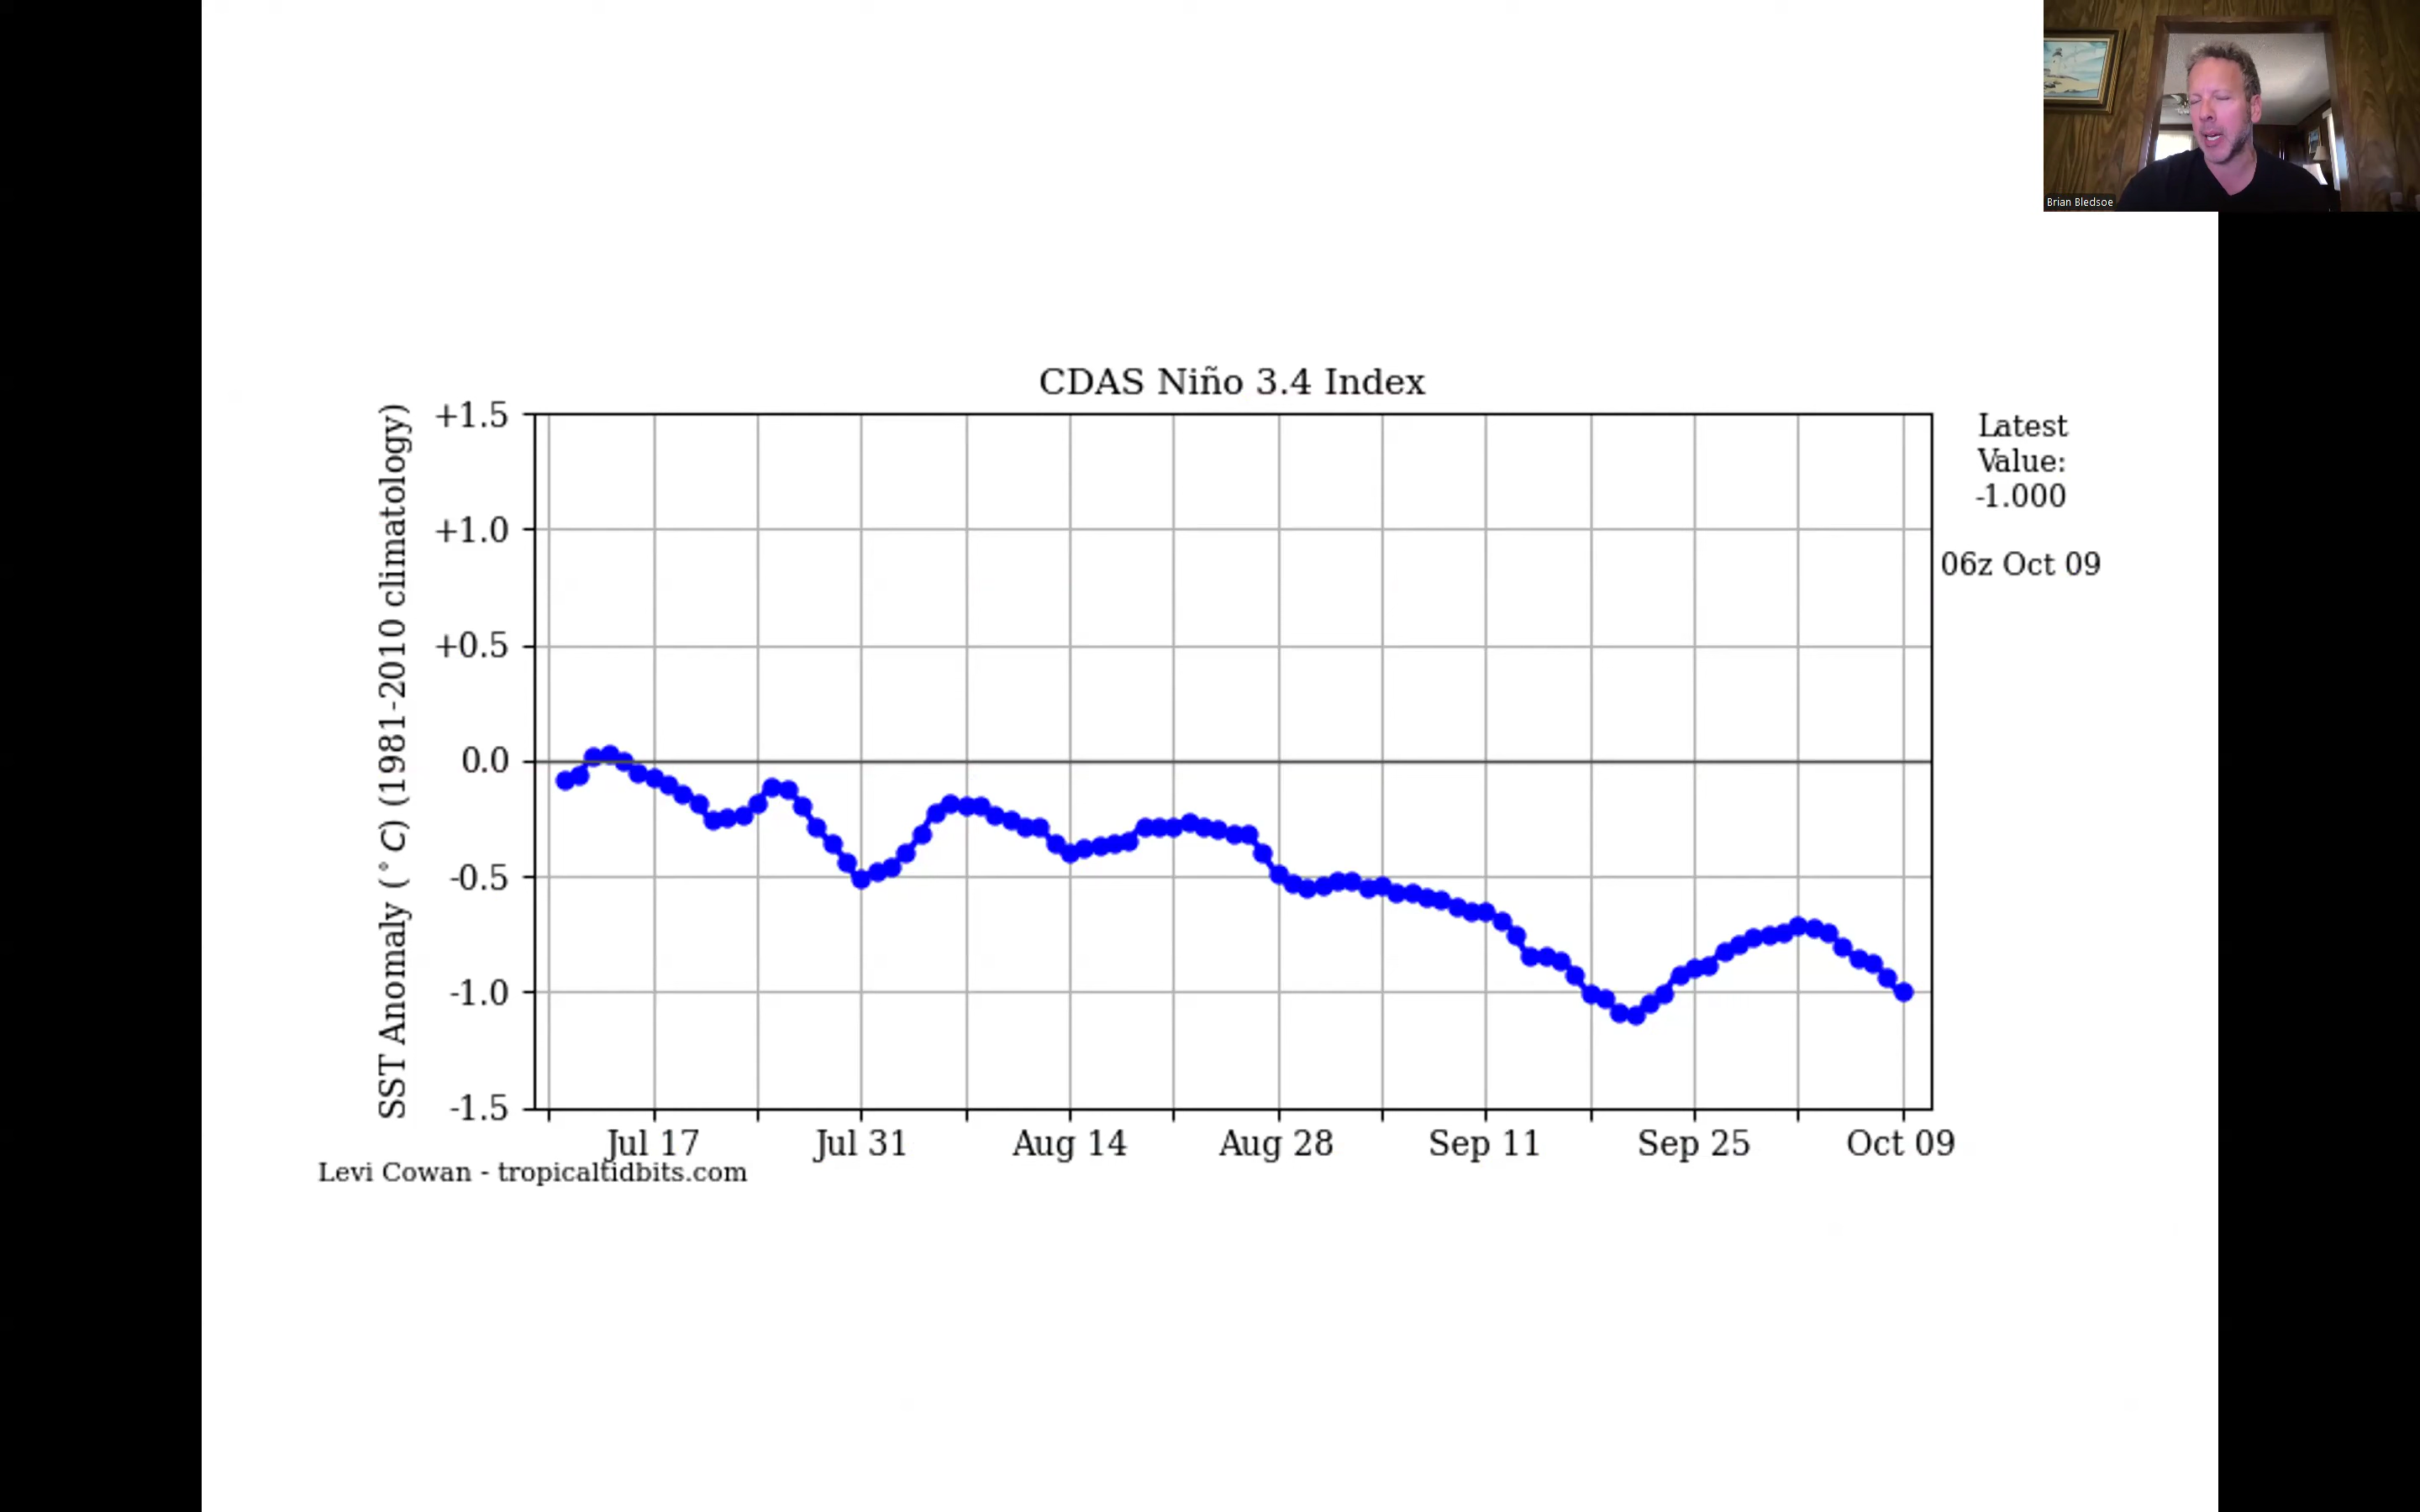 Brian Bledsoe
CDAS Niño 3.4 Index
SST Anomaly (°C) (1981-2010 climatology)
+1.5
+1.0
+0.5
0.0
-0.5
-1.0
-1.5
Jul 17
Jul 31
Aug 14
Aug 28
Sep 11
Sep 25
Oct 09
Latest
Value:
-1.000
06z Oct 09
Levi Cowan - tropicaltidbits.com